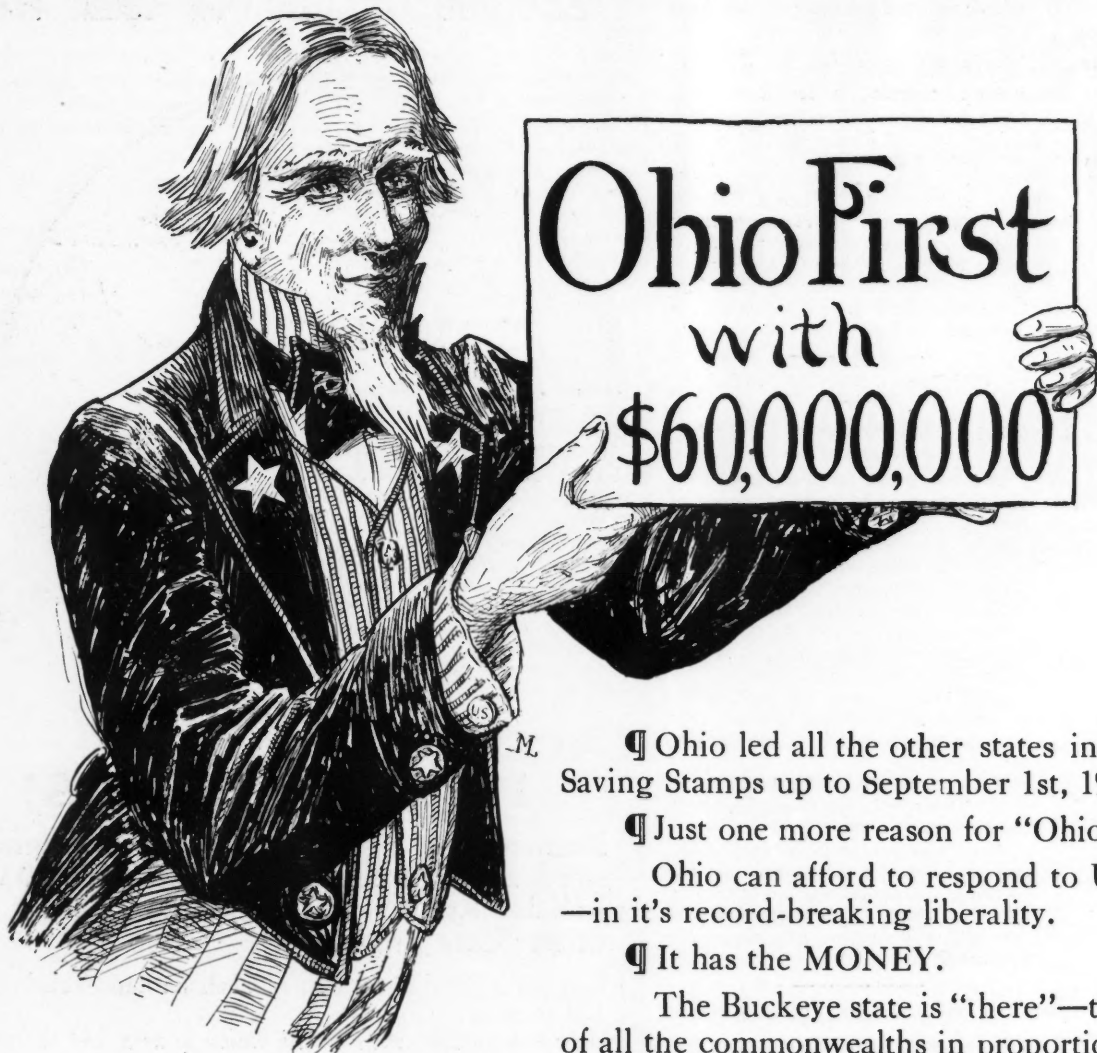 Ohio First
with
$60,000,000
US
M.
¶ Ohio led all the other states in
Saving Stamps up to September 1st,
¶ Just one more reason for “Ohio
Ohio can afford to respond to
—in it's record-breaking liberality.
¶ It has the MONEY.
The Buckeye state is “there”—
of all the commonwealths in